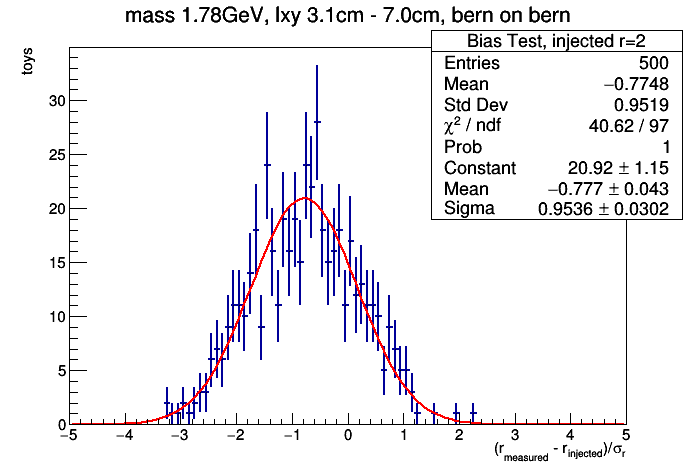 mass 1.78GeV, lxy 3.1cm - 7.0cm, bern on bern
Bias Test, injected r=2
Entries 500
Mean −0.7748
Std Dev 0.9519
χ² / ndf 40.62 / 97
Prob 1
Constant 20.92 ± 1.15
Mean −0.777 ± 0.043
Sigma 0.9536 ± 0.0302
toys
30
25
20
15
10
5
0
−5 −4 −3 −2 −1 0 1 2 3 4 5
(r_measured - r_injected)/σ_r